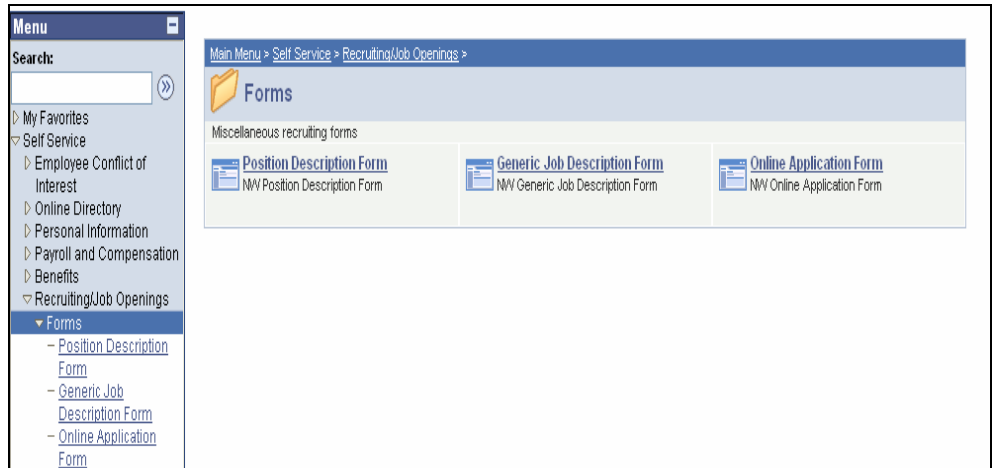 Menu
Search:
My Favorites
Self Service
Employee Conflict of
Interest
Online Directory
Personal Information
Payroll and Compensation
Benefits
Recruiting/Job Openings
Forms
Position Description
Form
Generic Job
Description Form
Online Application
Form
Main Menu > Self Service > Recruiting/Job Openings >
Forms
Miscellaneous recruiting forms
Position Description Form
NW Position Description Form
Generic Job Description Form
NW Generic Job Description Form
Online Application Form
NW Online Application Form